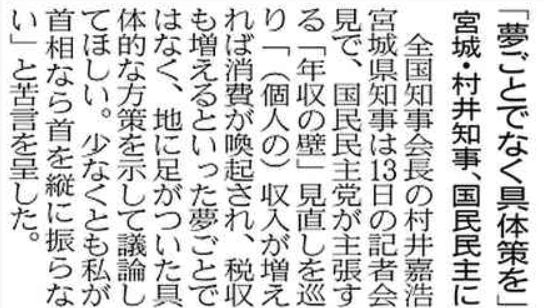 「夢ごとでなく具体策を」
宮城・村井知事、国民民主に
全国知事会長の村井嘉浩
宮城県知事は13日の記者会
見で、国民民主党が主張す
る「年収の壁」見直しを巡
り「（個人の）収入が増え
れば消費が喚起され、税収
も増えるといった夢ごとで
はなく、地に足がついた具
体的な方策を示して議論し
てほしい。少なくとも私が
首相なら首を縦に振らな
い」と苦言を呈した。